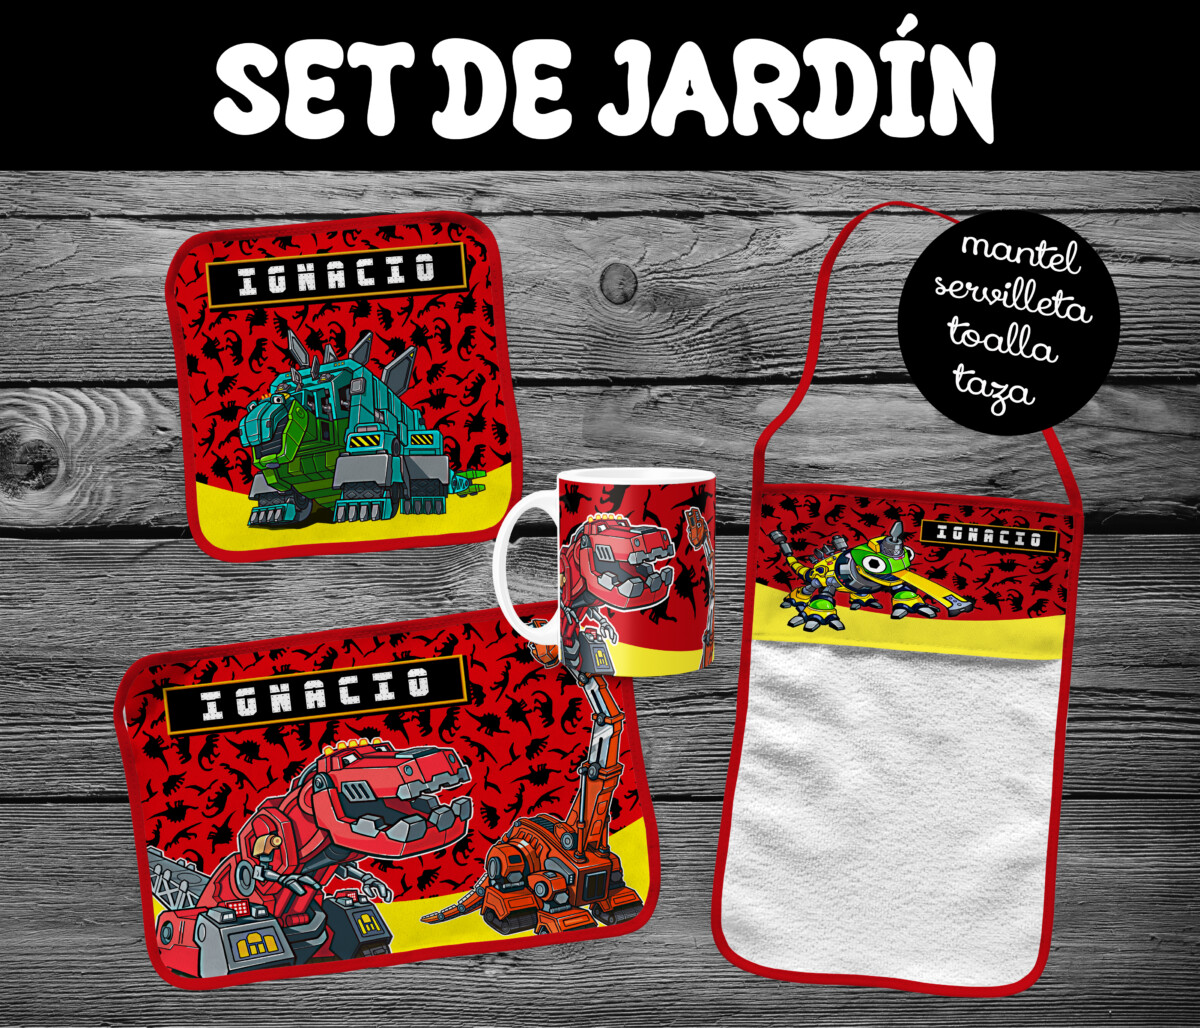 SET DE JARDÍN
mantel
servilleta
toalla
taza
IGNACIO
IGNACIO
IGNACIO